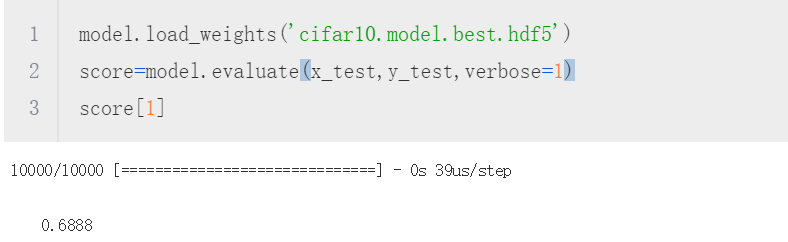 1 model.load_weights('cifar10.model.best.hdf5')
2 score=model.evaluate(x_test,y_test,verbose=1)
3 score[1]
10000/10000 [==============================] - 0s 39us/step
0.6888